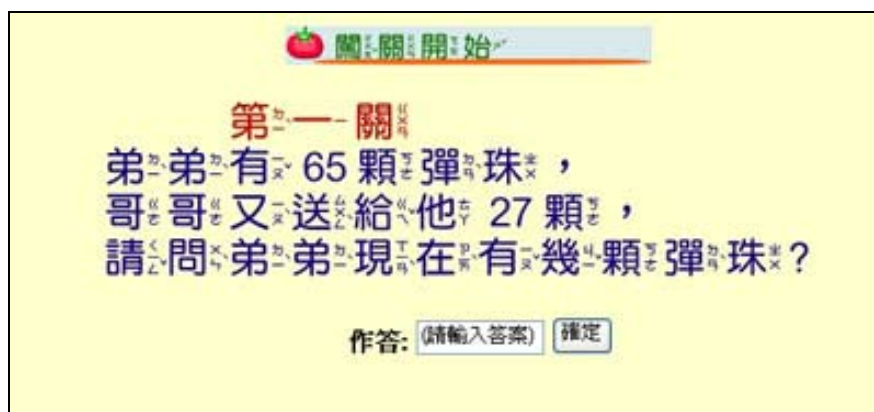 闖關開始
第一關
弟弟有 65 顆彈珠，
哥哥又送給他 27 顆，
請問弟弟現在有幾顆彈珠？
作答: (請輸入答案) 確定